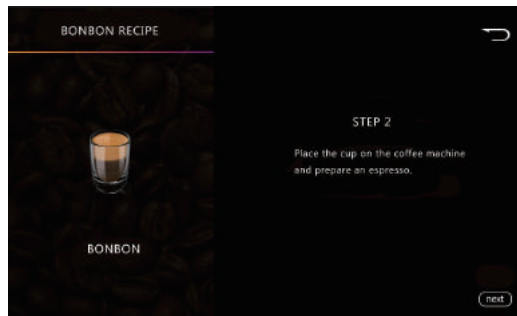 BONBON RECIPE
STEP 2
Place the cup on the coffee machine
and prepare an espresso.
BONBON
next